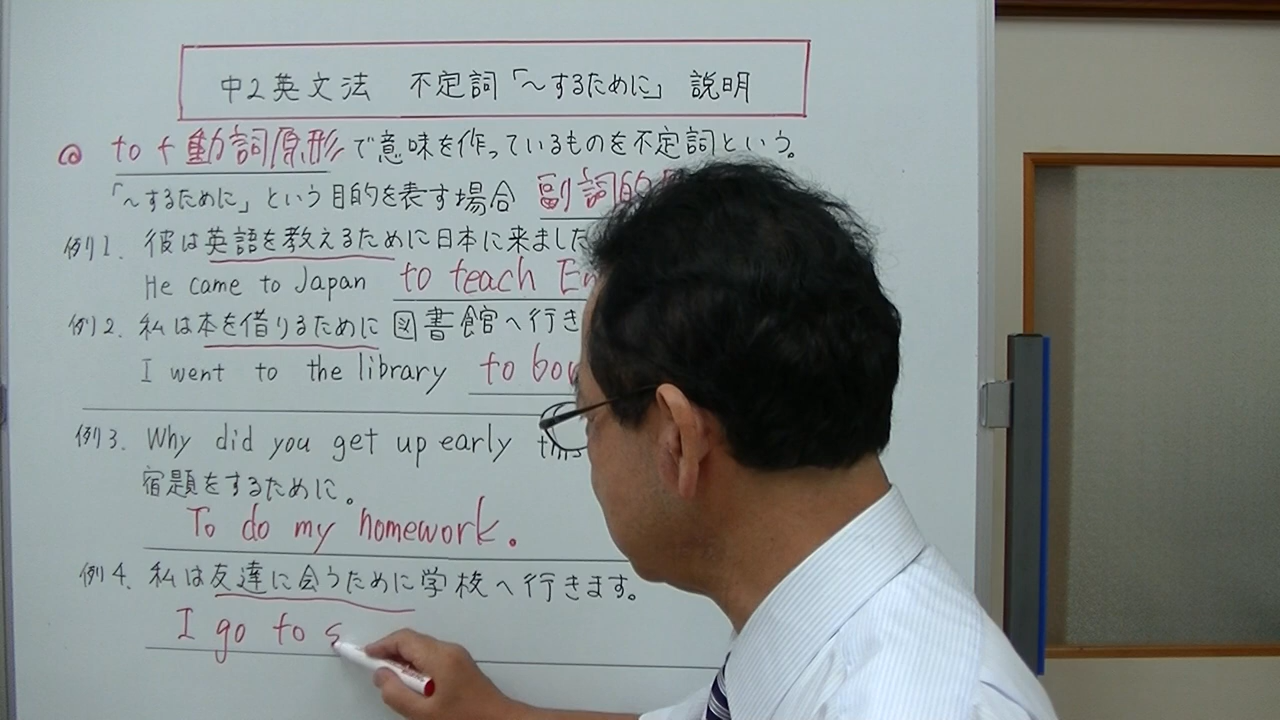 中2英文法 不定詞「～するために」 説明
@ to + 動詞原形で意味を作っているものを不定詞という。
「～するために」という目的を表す場合 副詞的
例1. 彼は英語を教えるために日本に来ました
He came to Japan to teach En
例2. 私は本を借りるために図書館へ行き
I went to the library to
例3. Why did you get up early this
宿題をするために。
To do my homework.
例4. 私は友達に会うために学校へ行きます。
I go to s